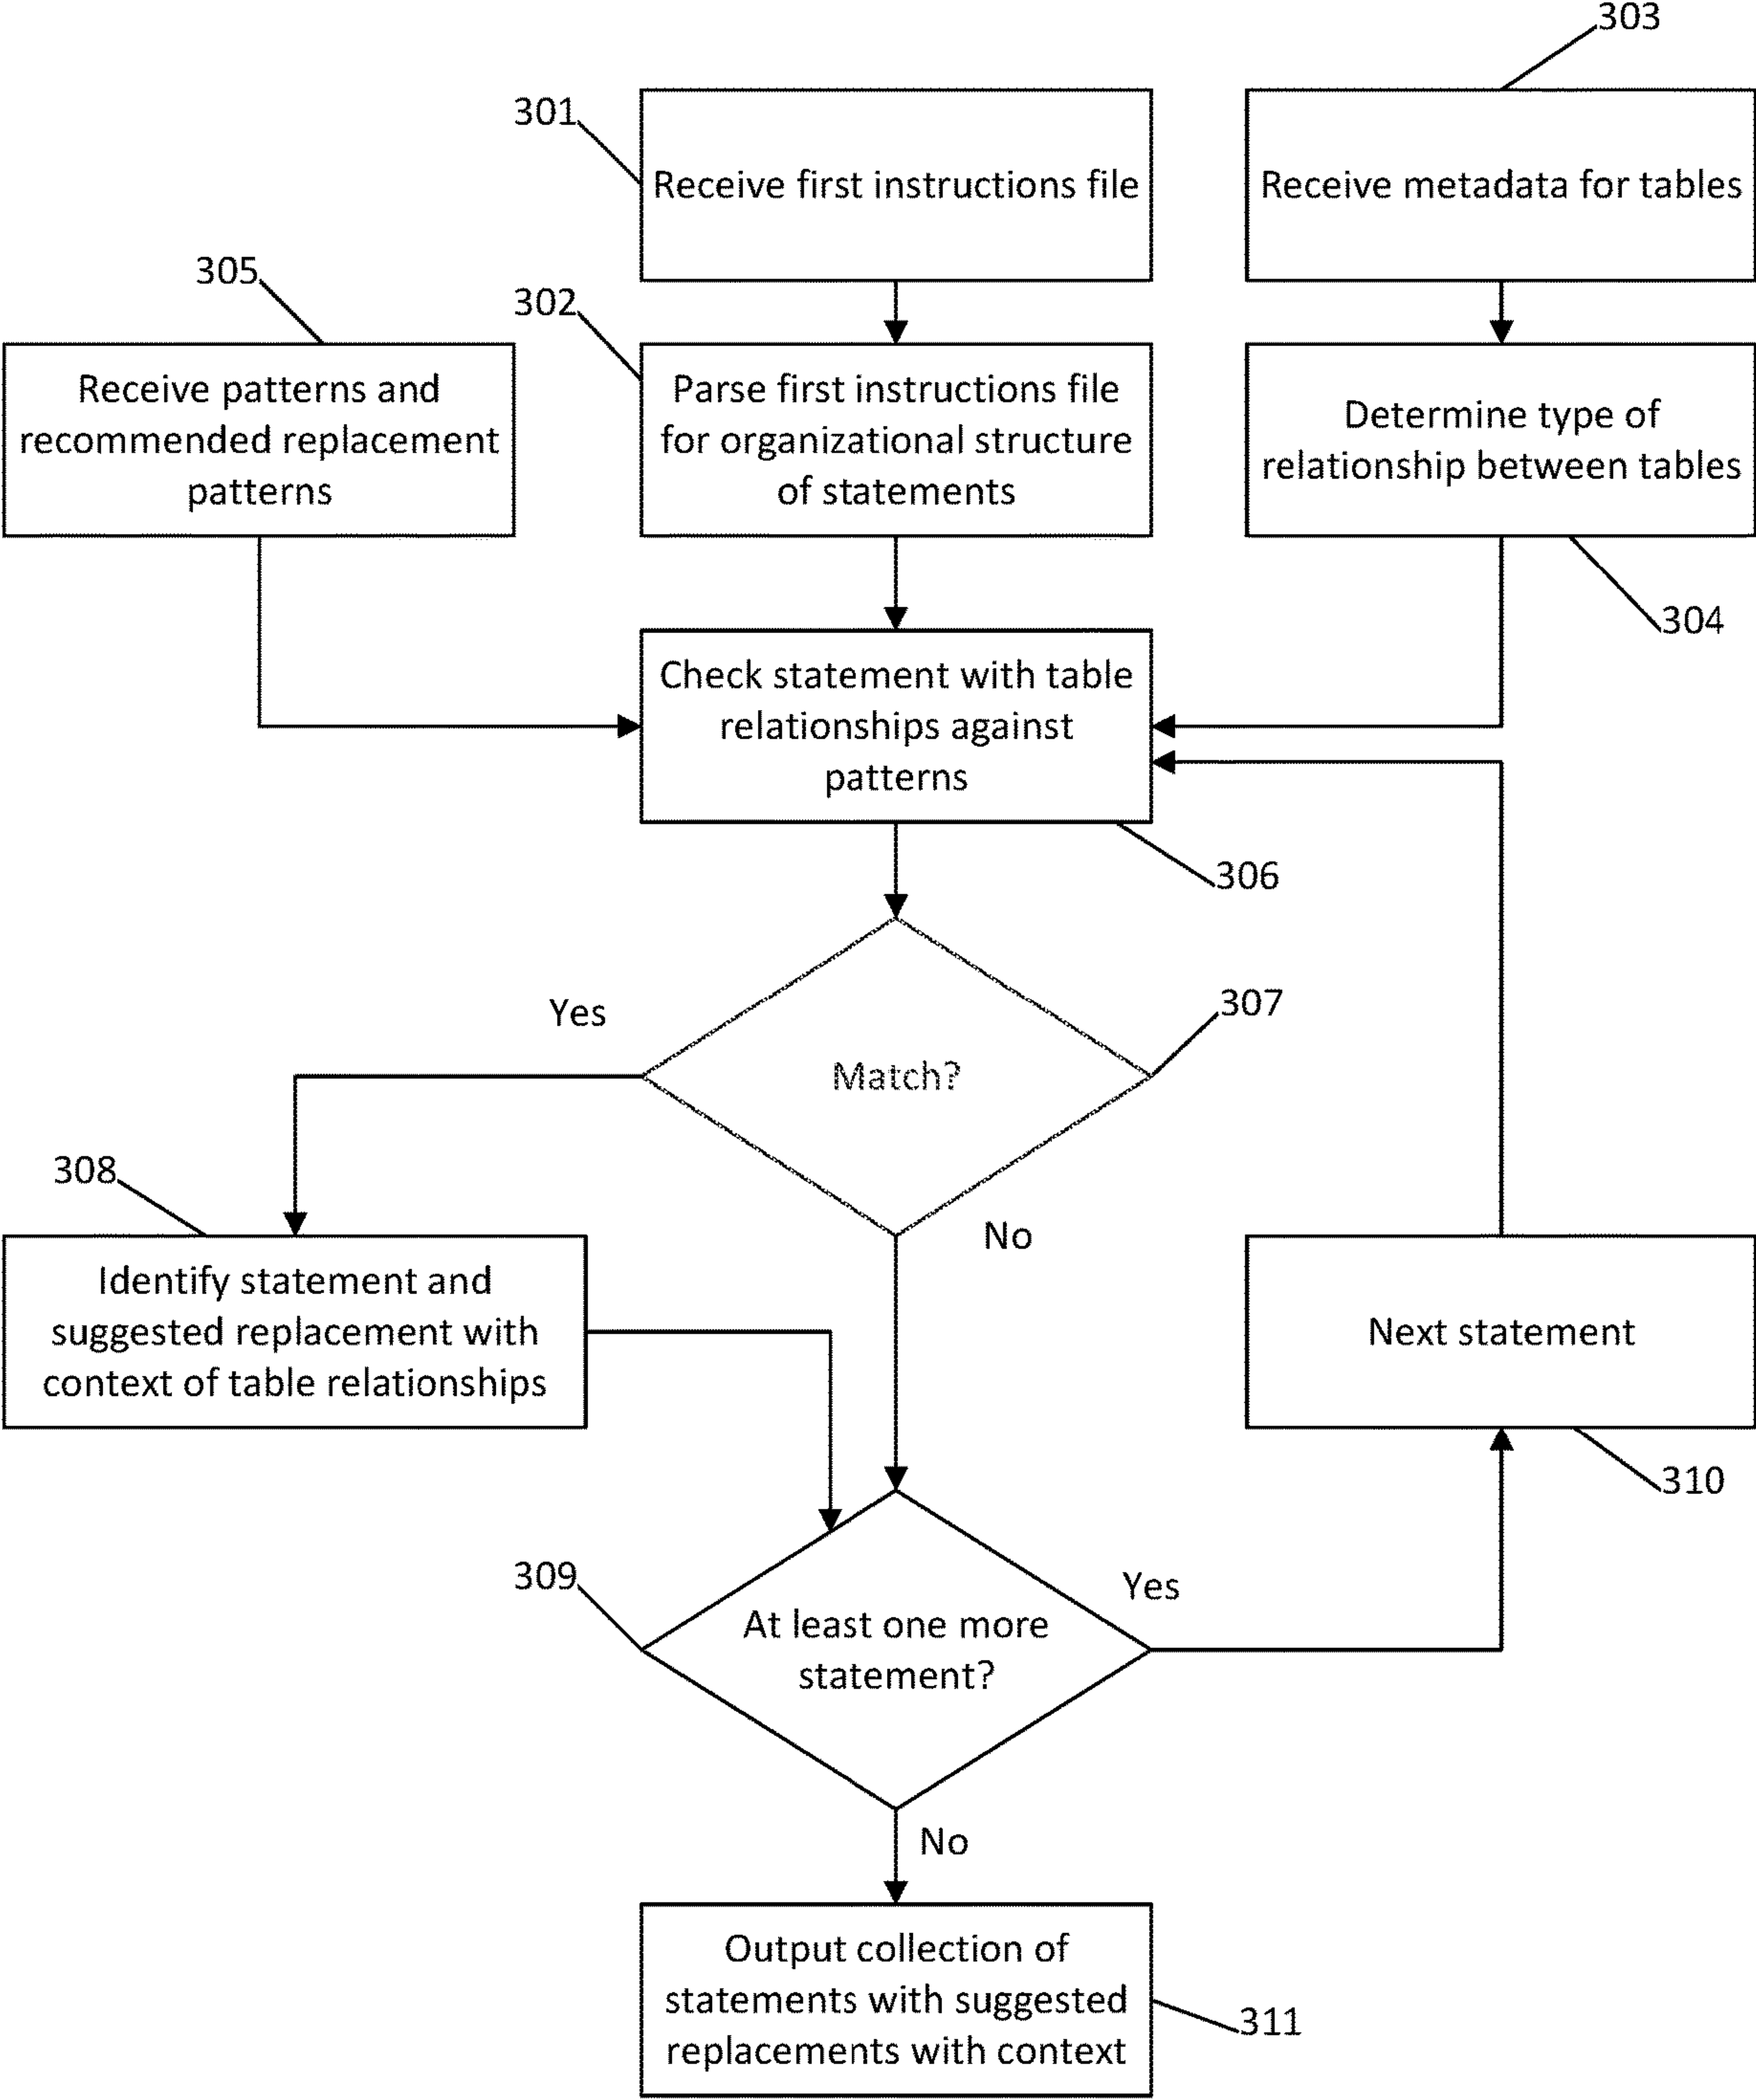 303
301
Receive first instructions file
Receive metadata for tables
305
302
Receive patterns and
recommended replacement
patterns
Parse first instructions file
for organizational structure
of statements
Determine type of
relationship between tables
304
Check statement with table
relationships against
patterns
306
Yes
307
Match?
308
No
Identify statement and
suggested replacement with
context of table relationships
Next statement
310
309
Yes
At least one more
statement?
No
Output collection of
statements with suggested
replacements with context
311